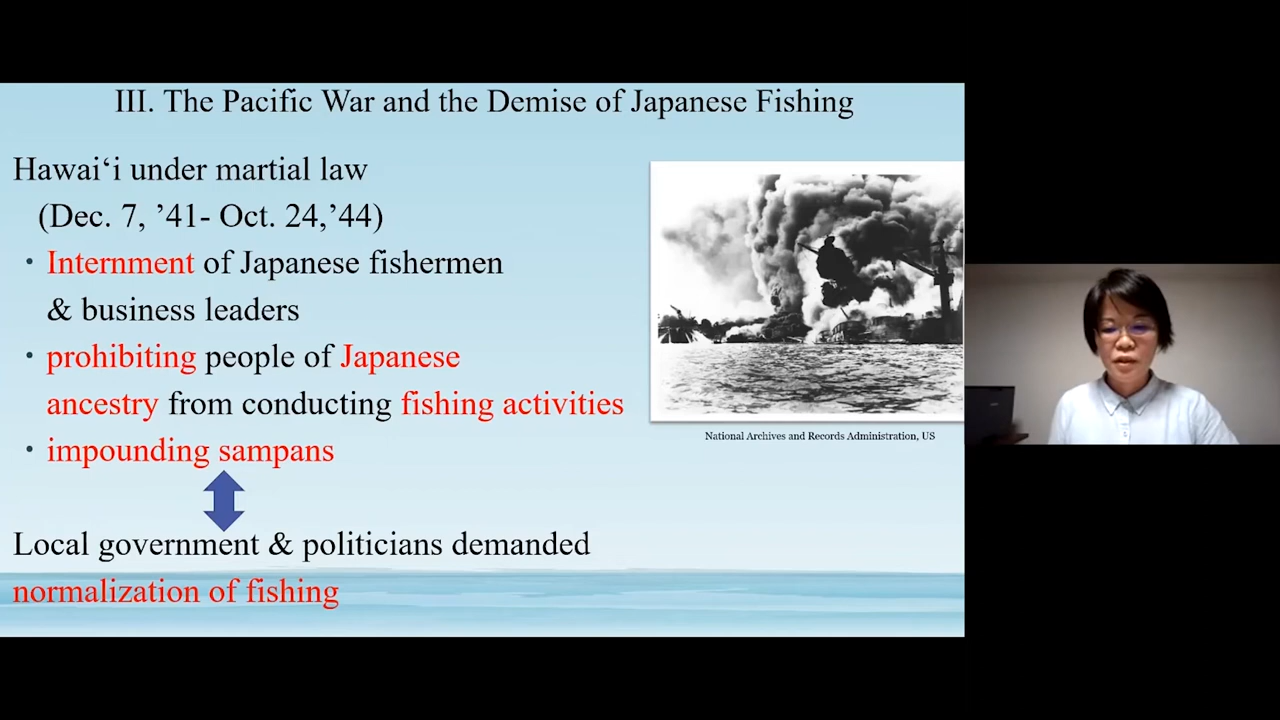 III. The Pacific War and the Demise of Japanese Fishing
Hawai‘i under martial law
(Dec. 7, ’41- Oct. 24,’44)
・Internment of Japanese fishermen
& business leaders
・prohibiting people of Japanese
ancestry from conducting fishing activities
・impounding sampans
National Archives and Records Administration, US
Local government & politicians demanded
normalization of fishing